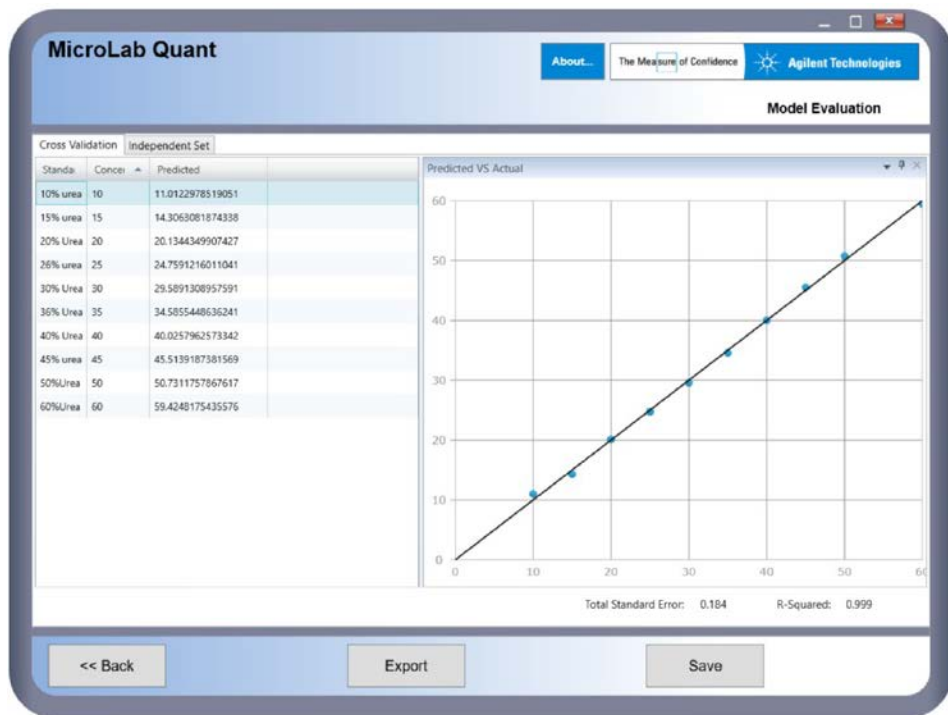 MicroLab Quant
About...
The Measure of Confidence
Agilent Technologies
Model Evaluation
Cross Validation Independent Set
Standa Concei Predicted
10% urea 10 11.0122978519051
15% urea 15 14.3063081874338
20% Urea 20 20.1344349907427
26% urea 25 24.7591216011041
30% Urea 30 29.5891308957591
36% Urea 35 34.5855448636241
40% Urea 40 40.0257962573342
45% urea 45 45.5139187381569
50%Urea 50 50.7311757867617
60%Urea 60 59.4248175435576
Predicted VS Actual
60
50
40
30
20
10
0
0 10 20 30 40 50 60
Total Standard Error: 0.184 R-Squared: 0.999
<< Back Export Save